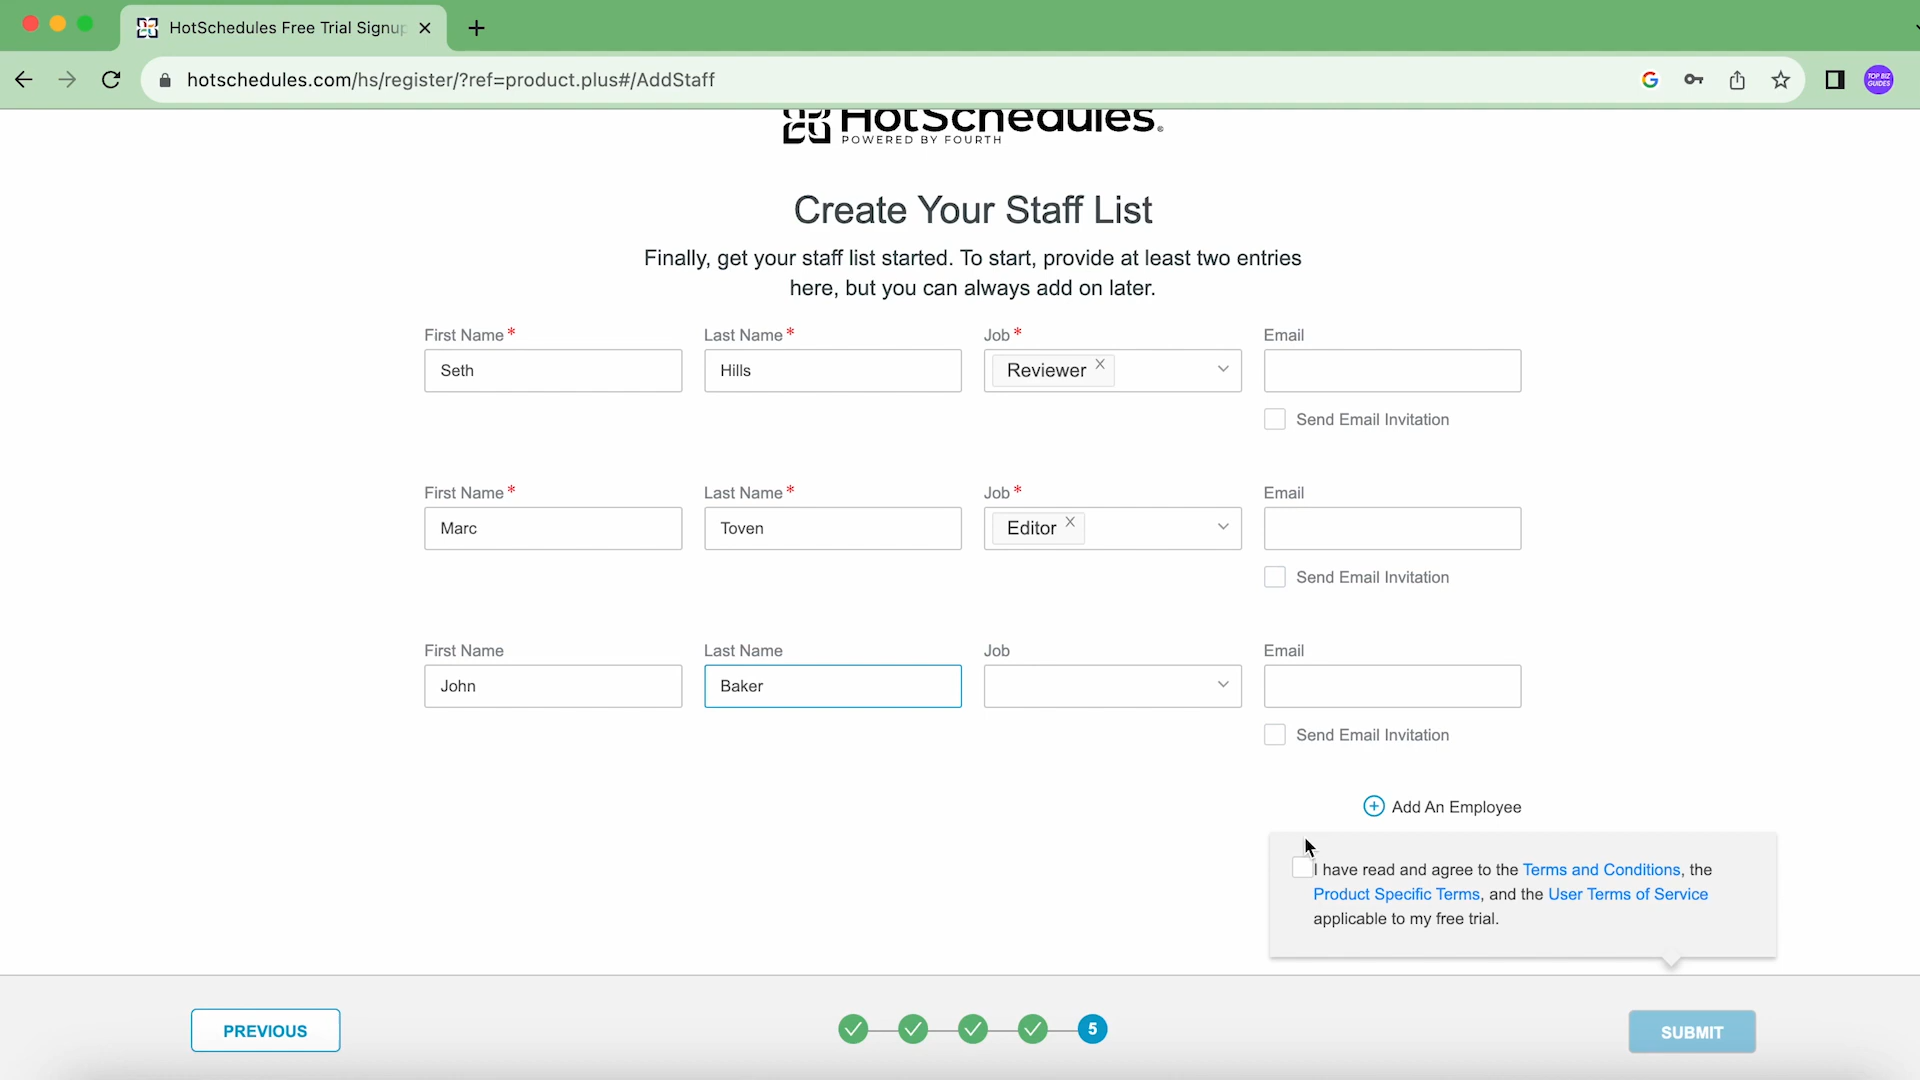 HotSchedules Free Trial Signup
hotschedules.com/hs/register/?ref=product.plus#/AddStaff
TOP BIZ GUIDES
HotSchedules
POWERED BY FOURTH
Create Your Staff List
Finally, get your staff list started. To start, provide at least two entries
here, but you can always add on later.
First Name * Last Name * Job * Email
Seth Hills Reviewer X
Send Email Invitation
First Name * Last Name * Job * Email
Marc Toven Editor X
Send Email Invitation
First Name Last Name Job Email
John Baker
Send Email Invitation
Add An Employee
I have read and agree to the Terms and Conditions, the
Product Specific Terms, and the User Terms of Service
applicable to my free trial.
PREVIOUS 5 SUBMIT